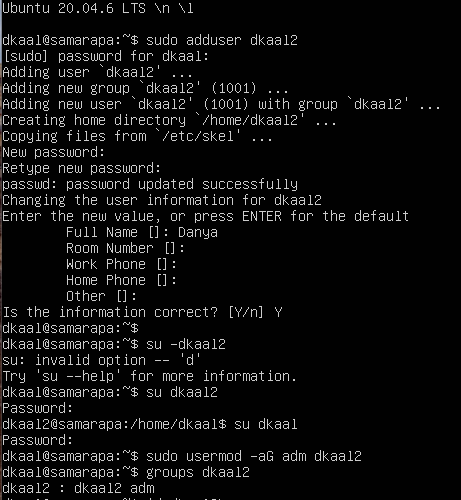 Ubuntu 20.04.6 LTS \n \l
dkaal@samarapa:~$ sudo adduser dkaal2
[sudo] password for dkaal:
Adding user `dkaal2' ...
Adding new group `dkaal2' (1001) ...
Adding new user `dkaal2' (1001) with group `dkaal2' ...
Creating home directory `/home/dkaal2' ...
Copying files from `/etc/skel' ...
New password:
Retype new password:
passwd: password updated successfully
Changing the user information for dkaal2
Enter the new value, or press ENTER for the default
Full Name []: Danya
Room Number []:
Work Phone []:
Home Phone []:
Other []:
Is the information correct? [Y/n] Y
dkaal@samarapa:~$
dkaal@samarapa:~$ su -dkaal2
su: invalid option -- 'd'
Try 'su --help' for more information.
dkaal@samarapa:~$ su dkaal2
Password:
dkaal2@samarapa:/home/dkaal$ su dkaal
Password:
dkaal@samarapa:~$ sudo usermod -aG adm dkaal2
dkaal@samarapa:~$ groups dkaal2
dkaal2 : dkaal2 adm